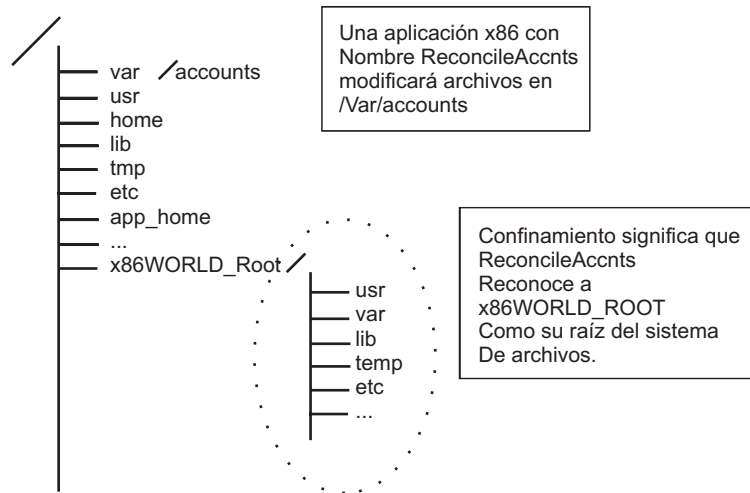 Una aplicación x86 con
Nombre ReconcileAccnts
modificará archivos en
/Var/accounts
var /accounts
usr
home
lib
tmp
etc
app_home
...
x86WORLD_Root
usr
var
lib
temp
etc
...
Confinamiento significa que
ReconcileAccnts
Reconoce a
x86WORLD_ROOT
Como su raíz del sistema
De archivos.